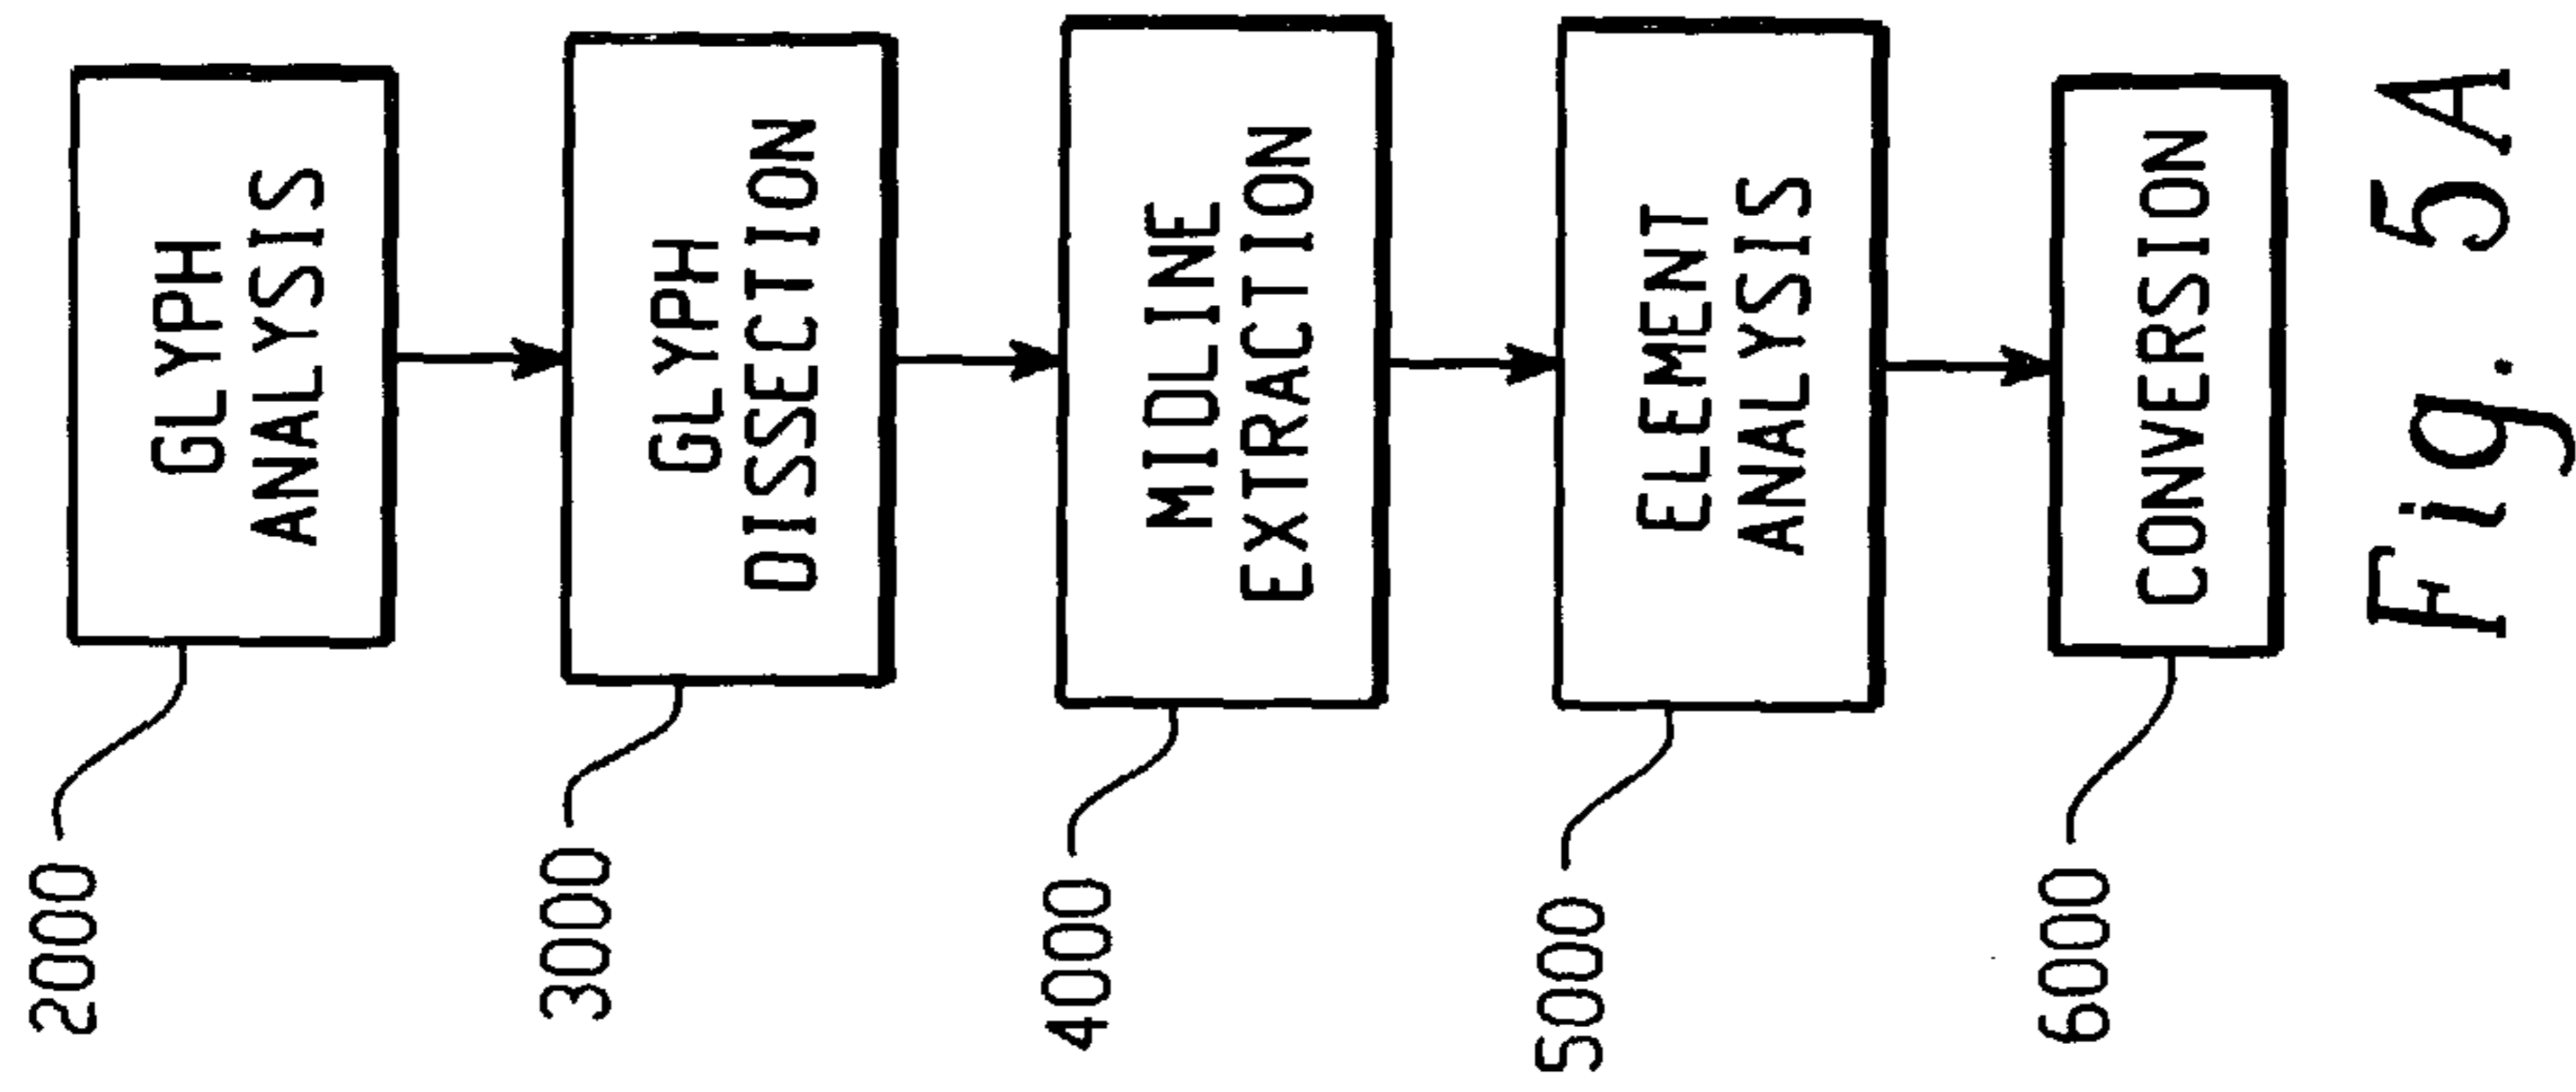 2000
GLYPH
ANALYSIS
3000
GLYPH
DISSECTION
4000
MIDLINE
EXTRACTION
5000
ELEMENT
ANALYSIS
6000
CONVERSION
Fig. 5A